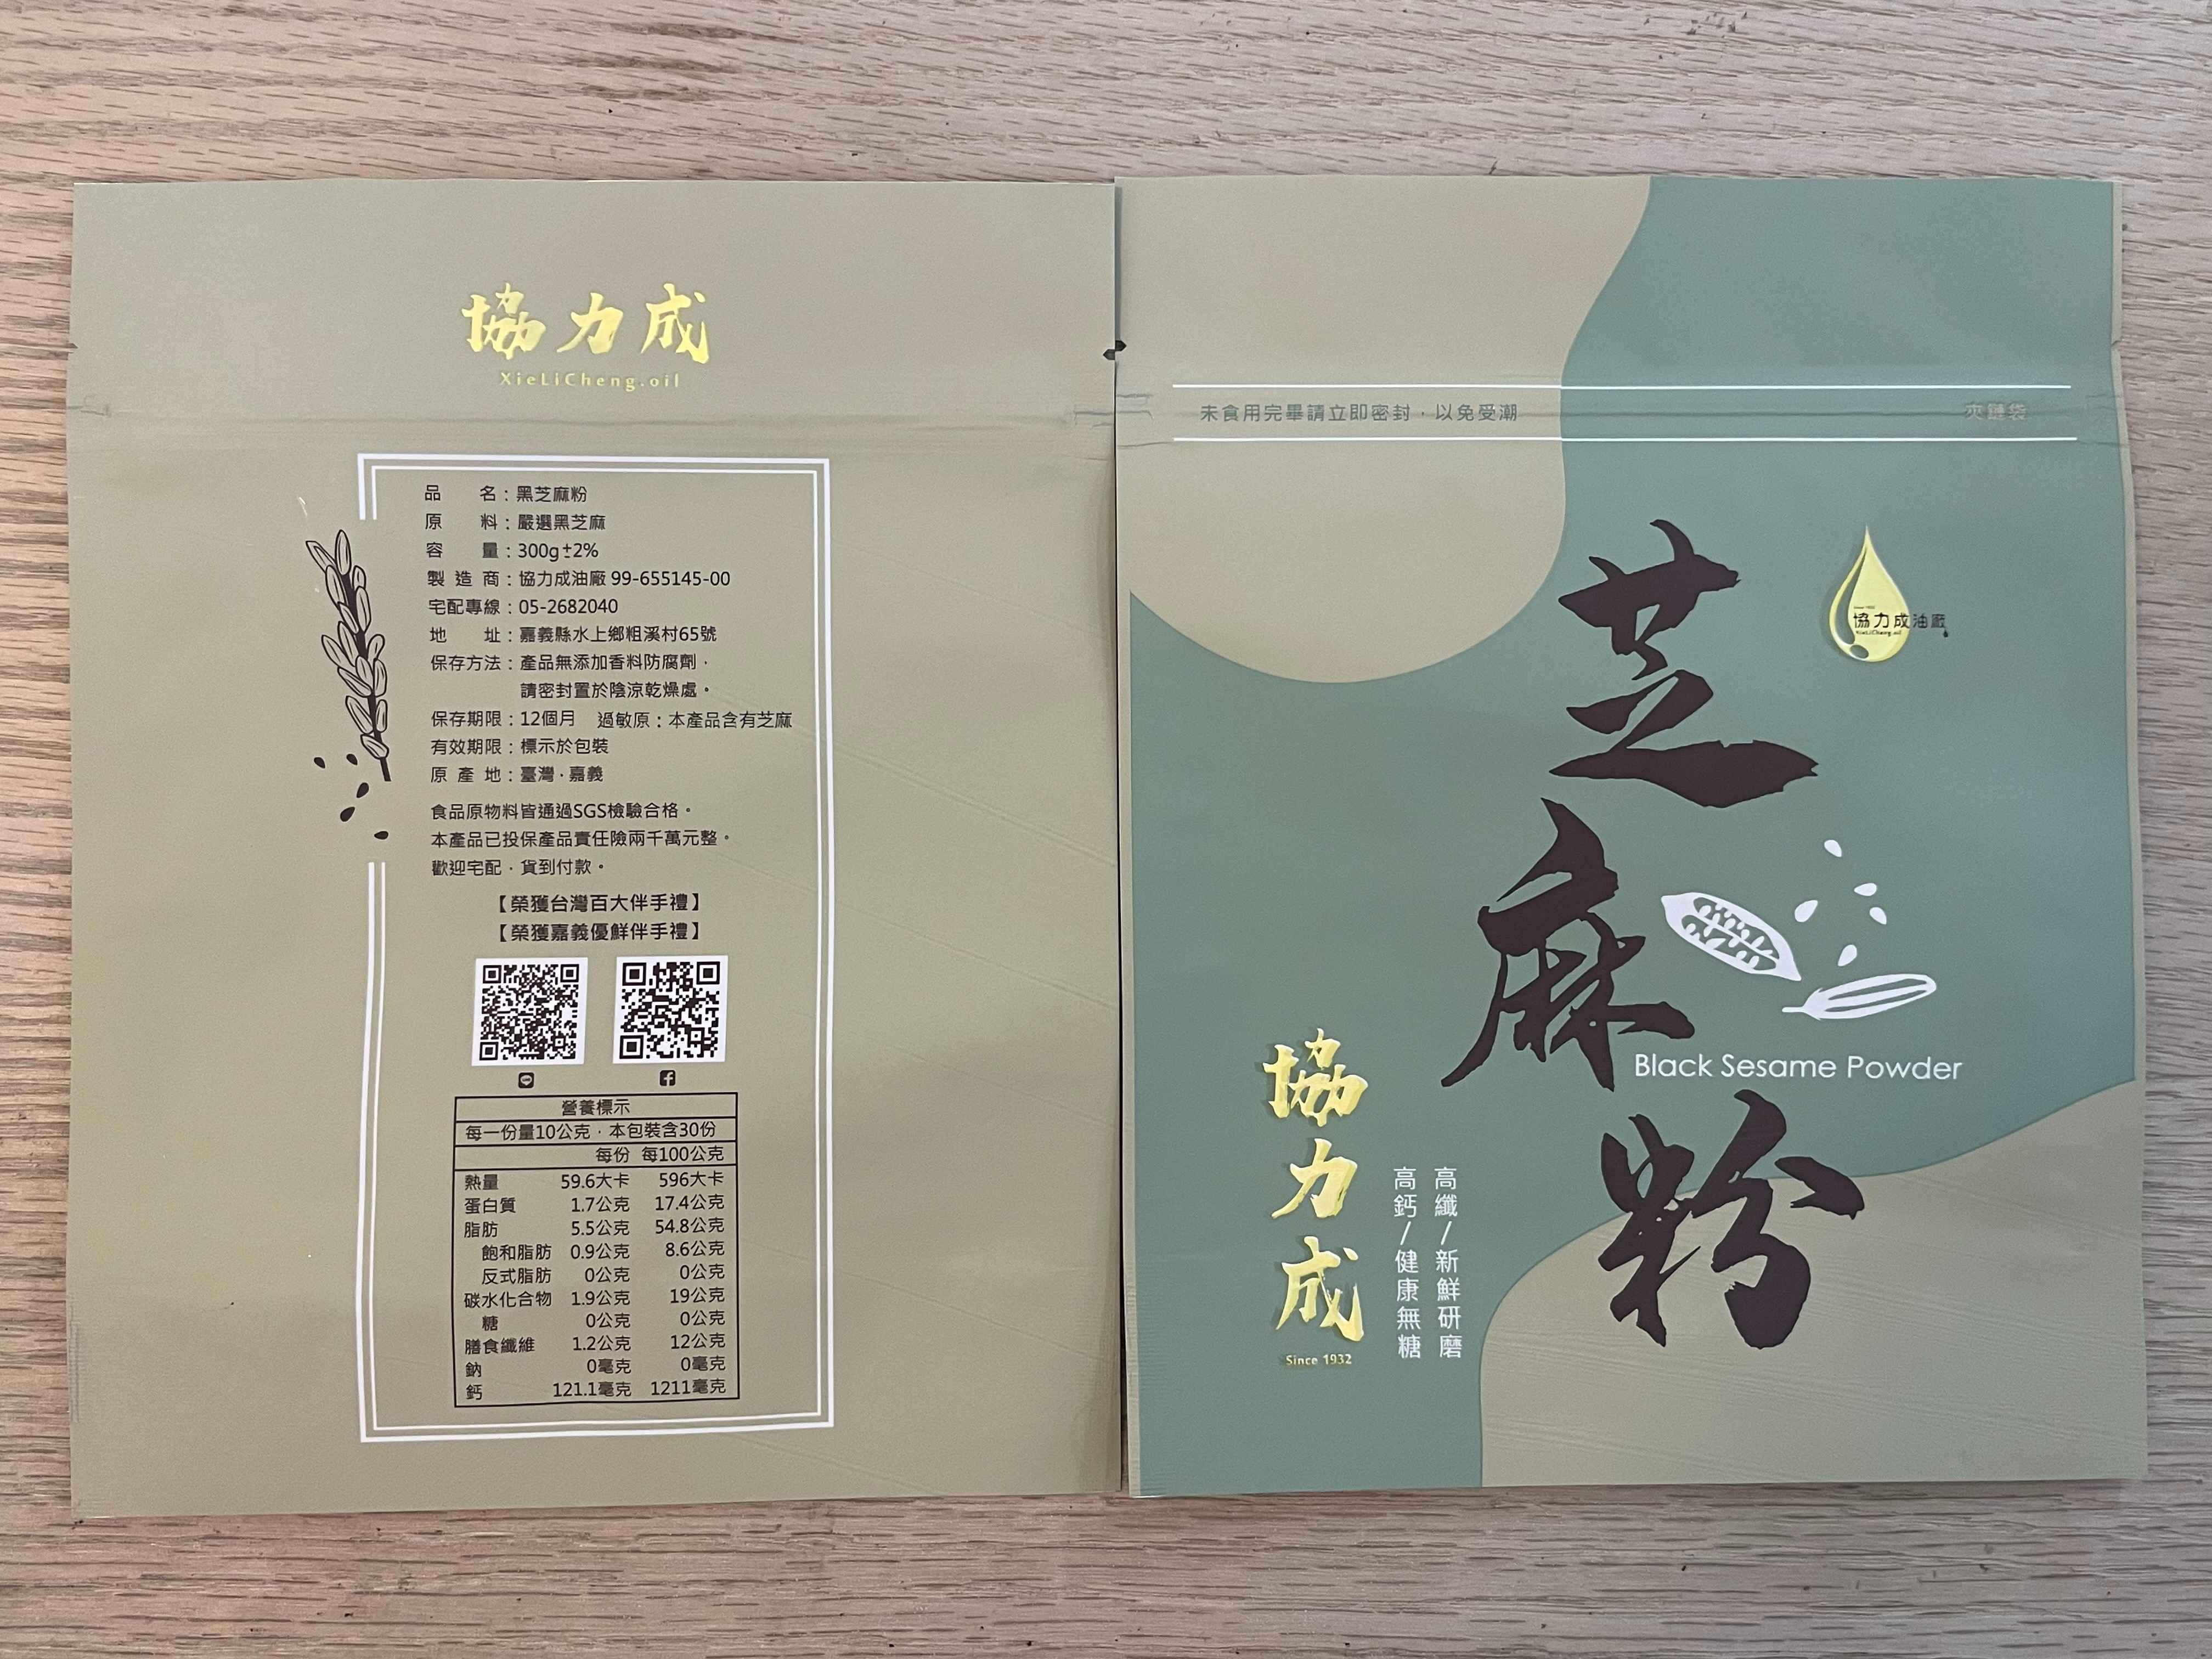 協力成
XieLiCheng.oil
品名：黑芝麻粉
原料：嚴選黑芝麻
容量：300g±2%
製造商：協力成油廠 99-655145-00
宅配專線：05-2682040
地址：嘉義縣水上鄉粗溪村65號
保存方法：產品無添加香料防腐劑，
請密封置於陰涼乾燥處。
保存期限：12個月 過敏原：本產品含有芝麻
有效期限：標示於包裝
原產地：臺灣·嘉義
食品原物料皆通過SGS檢驗合格。
本產品已投保產品責任險兩千萬元整。
歡迎宅配，貨到付款。
【榮獲台灣百大伴手禮】
【榮獲嘉義優鮮伴手禮】
營養標示
每一份量10公克，本包裝含30份
每份 每100公克
熱量 59.6大卡 596大卡
蛋白質 1.7公克 17.4公克
脂肪 5.5公克 54.8公克
飽和脂肪 0.9公克 8.6公克
反式脂肪 0公克 0公克
碳水化合物 1.9公克 19公克
糖 0公克 0公克
膳食纖維 1.2公克 12公克
鈉 0毫克 0毫克
鈣 121.1毫克 1211毫克
未食用完畢請立即密封，以免受潮
夾鏈袋
Since 1932
協力成油廠
XieLiCheng.oil
芝麻粉
Black Sesame Powder
高纖/新鮮研磨
高鈣/健康無糖
協力成
Since 1932